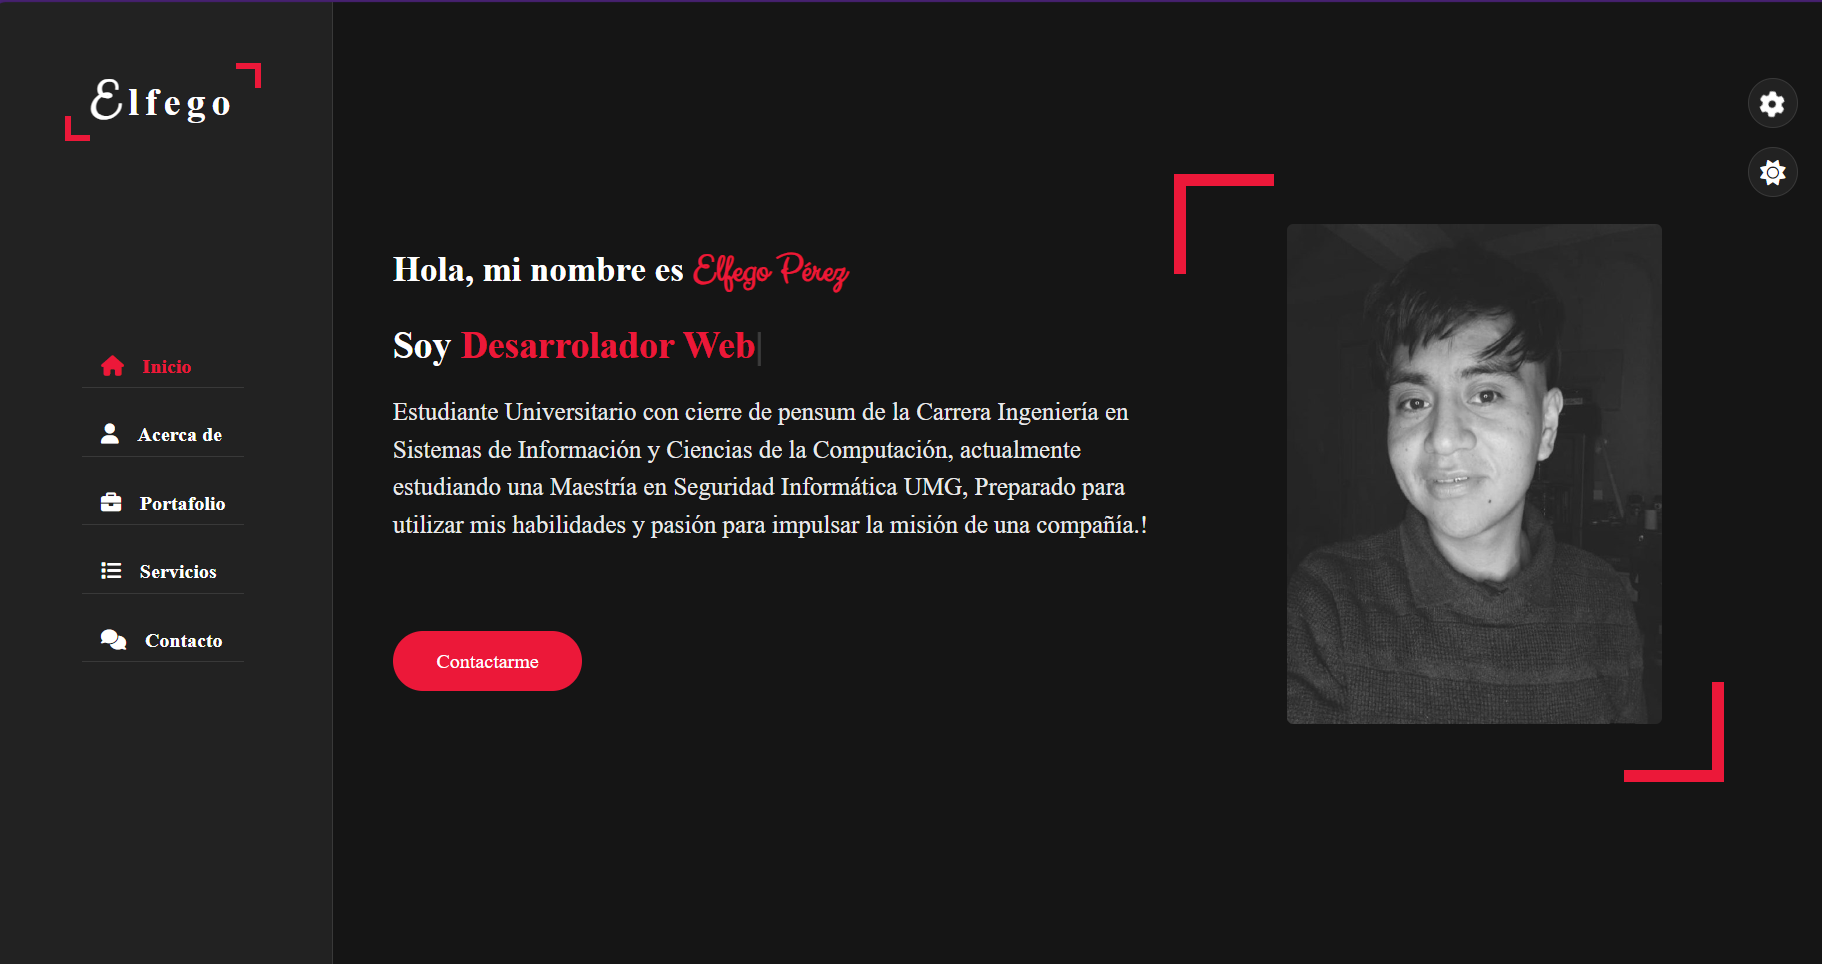 Elfego
Inicio
Acerca de
Portafolio
Servicios
Contacto
Hola, mi nombre es Elfego Pérez
Soy Desarrolador Web|
Estudiante Universitario con cierre de pensum de la Carrera Ingeniería en
Sistemas de Información y Ciencias de la Computación, actualmente
estudiando una Maestría en Seguridad Informática UMG, Preparado para
utilizar mis habilidades y pasión para impulsar la misión de una compañía.!
Contactarme